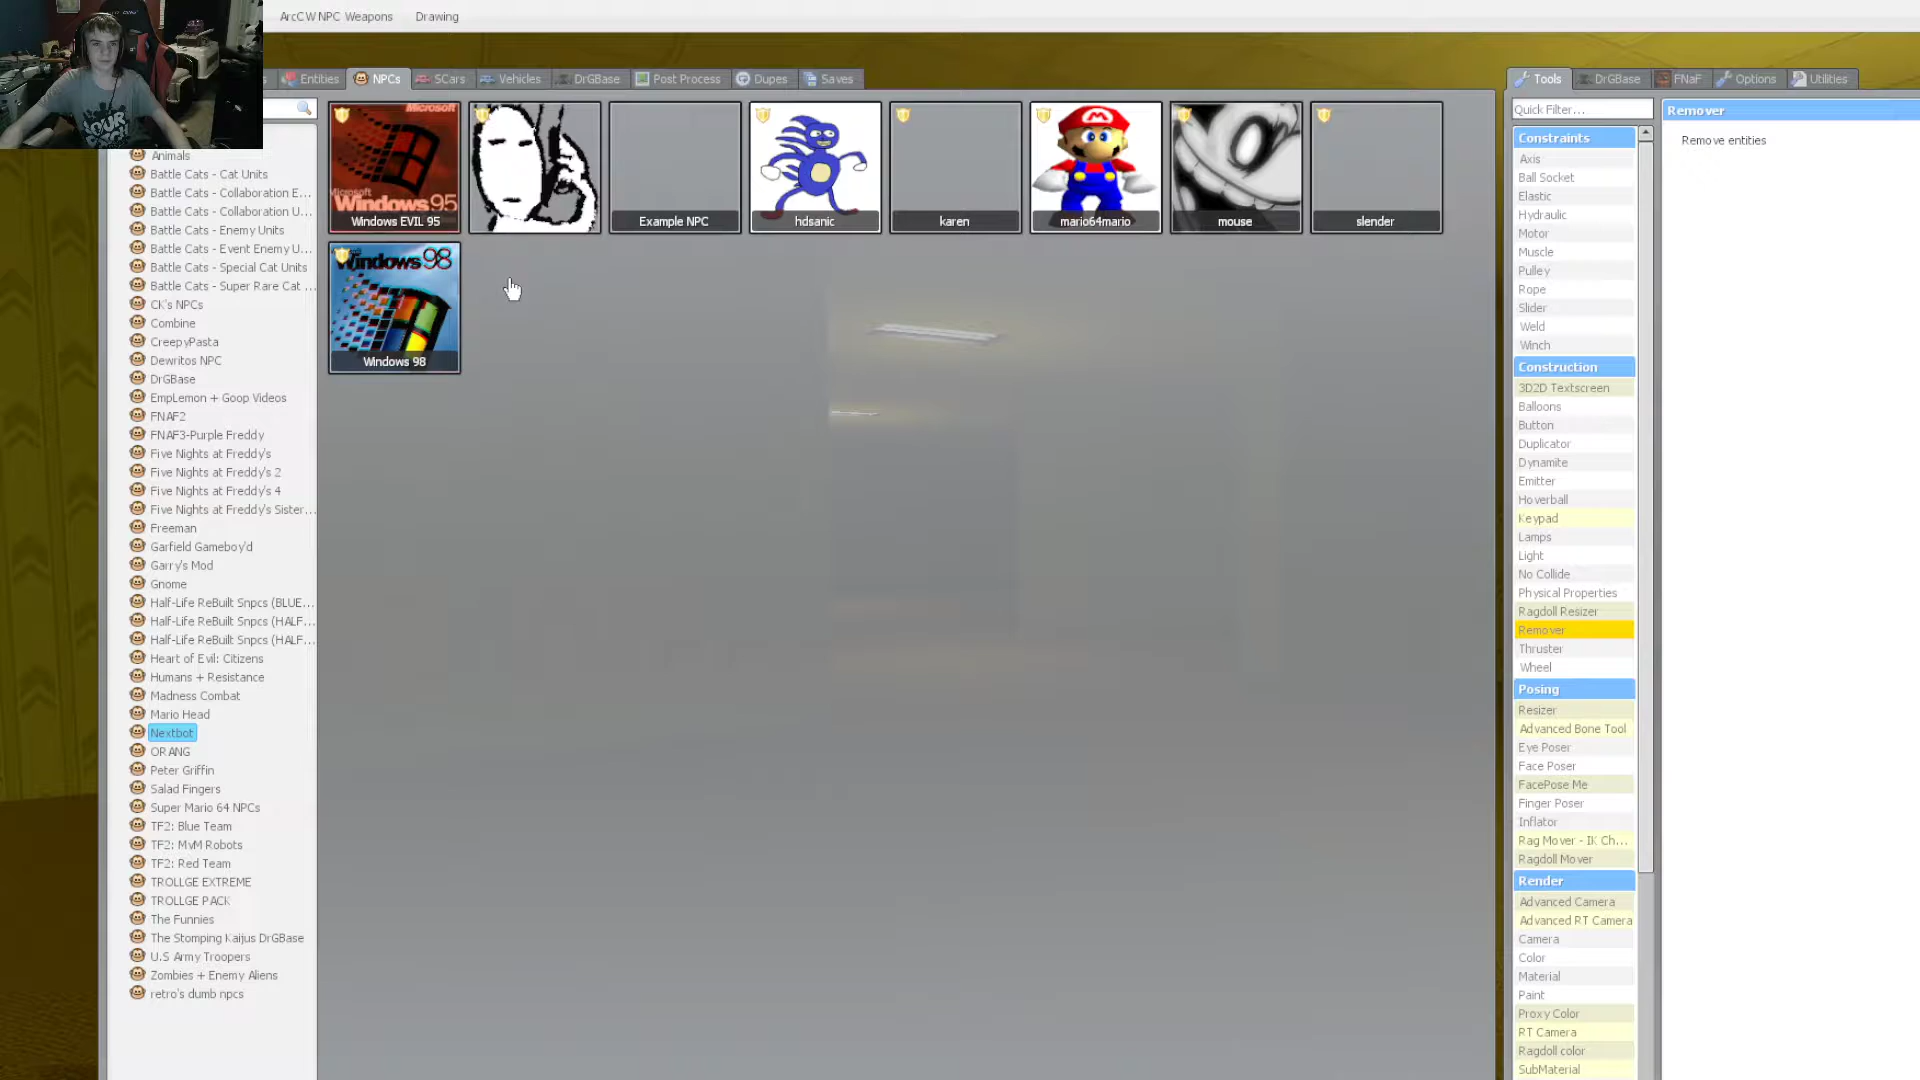 ArcCW NPC Weapons Drawing
Entities NPCs SCars Vehicles DrGBase Post Process Dupes Saves
Tools DrGBase FNaF Options Utilities
Animals
Battle Cats - Cat Units
Battle Cats - Collaboration E...
Battle Cats - Collaboration U...
Battle Cats - Enemy Units
Battle Cats - Event Enemy U...
Battle Cats - Special Cat Units
Battle Cats - Super Rare Cat ...
CK's NPCs
Combine
CreepyPasta
Dewritos NPC
DrGBase
EmpLemon + Goop Videos
FNAF2
FNAF3-Purple Freddy
Five Nights at Freddy's
Five Nights at Freddy's 2
Five Nights at Freddy's 4
Five Nights at Freddy's Sister...
Freeman
Garfield Gameboy'd
Garry's Mod
Gnome
Half-Life ReBuilt Snpcs (BLUE...
Half-Life ReBuilt Snpcs (HALF...
Half-Life ReBuilt Snpcs (HALF...
Heart of Evil: Citizens
Humans + Resistance
Madness Combat
Mario Head
Nextbot
ORANG
Peter Griffin
Salad Fingers
Super Mario 64 NPCs
TF2: Blue Team
TF2: MvM Robots
TF2: Red Team
TROLLGE EXTREME
TROLLGE PACK
The Funnies
The Stomping Kaijus DrGBase
U.S Army Troopers
Zombies + Enemy Aliens
retro's dumb npcs
Microsoft
Microsoft
Windows95
Windows EVIL 95
Example NPC
hdsanic
karen
mario64mario
mouse
slender
Windows98
Windows 98
Quick Filter...
Constraints
Axis
Ball Socket
Elastic
Hydraulic
Motor
Muscle
Pulley
Rope
Slider
Weld
Winch
Construction
3D2D Textscreen
Balloons
Button
Duplicator
Dynamite
Emitter
Hoverball
Keypad
Lamps
Light
No Collide
Physical Properties
Ragdoll Resizer
Remover
Thruster
Wheel
Posing
Resizer
Advanced Bone Tool
Eye Poser
Face Poser
FacePose Me
Finger Poser
Inflator
Rag Mover - IK Ch...
Ragdoll Mover
Render
Advanced Camera
Advanced RT Camera
Camera
Color
Material
Paint
Proxy Color
RT Camera
Ragdoll color
SubMaterial
Remover
Remove entities